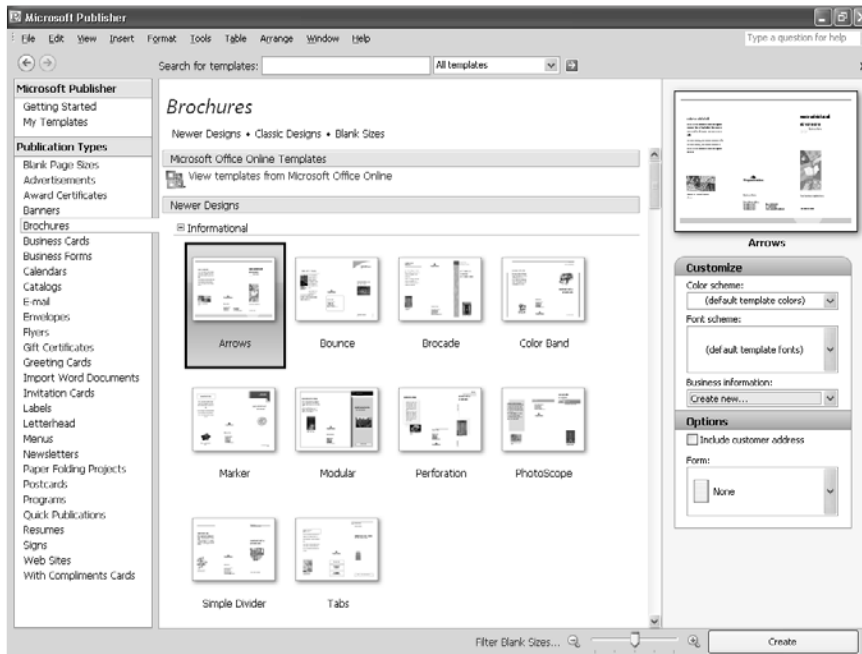 Microsoft Publisher
File Edit View Insert Format Tools Table Arrange Window Help
Type a question for help
Search for templates:
All templates
Microsoft Publisher
Getting Started
My Templates
Publication Types
Blank Page Sizes
Advertisements
Award Certificates
Banners
Brochures
Business Cards
Business Forms
Calendars
Catalogs
E-mail
Envelopes
Flyers
Gift Certificates
Greeting Cards
Import Word Documents
Invitation Cards
Labels
Letterhead
Menus
Newsletters
Paper Folding Projects
Postcards
Programs
Quick Publications
Resumes
Signs
Web Sites
With Compliments Cards
Brochures
Newer Designs • Classic Designs • Blank Sizes
Microsoft Office Online Templates
View templates from Microsoft Office Online
Newer Designs
Informational
Arrows Bounce Brocade Color Band
Marker Modular Perforation PhotoScope
Simple Divider Tabs
Arrows
Customize
Color scheme:
(default template colors)
Font scheme:
(default template fonts)
Business information:
Create new...
Options
Include customer address
Form:
None
Filter Blank Sizes...
Create